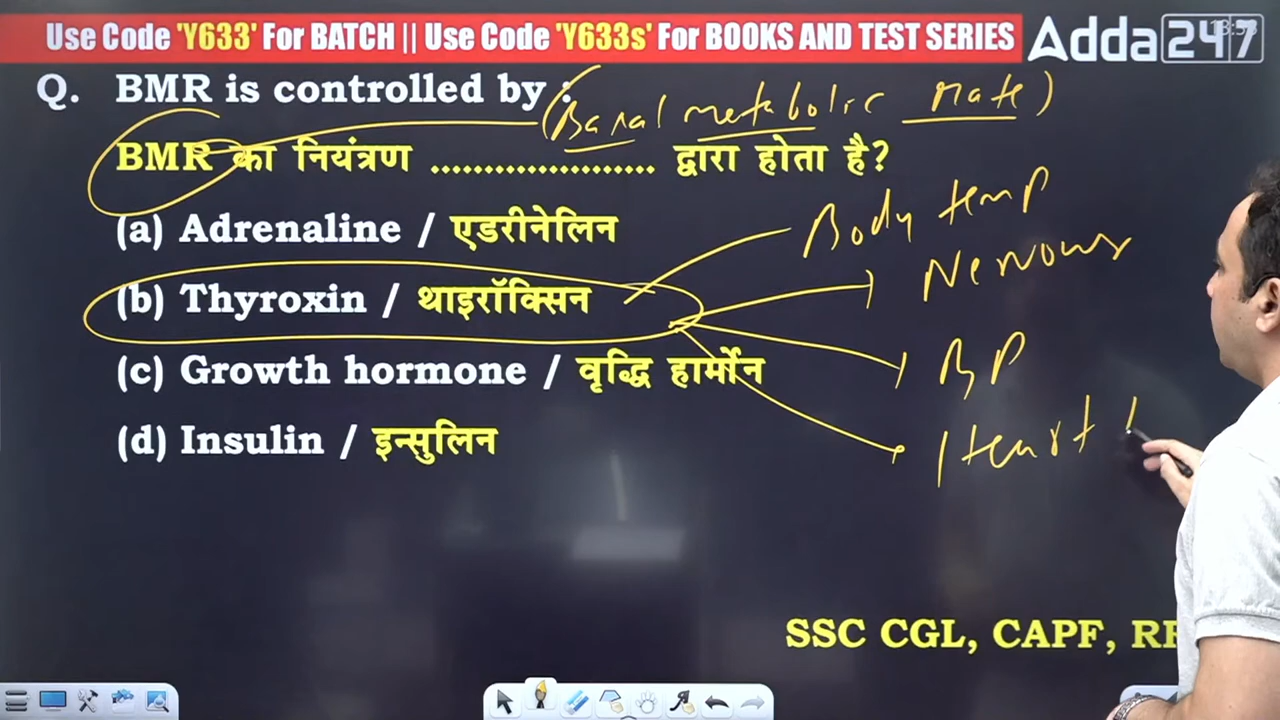 Use Code 'Y633' For BATCH || Use Code 'Y633s' For BOOKS AND TEST SERIES
Adda247
Q. BMR is controlled by :
(Basal metabolic Rate)
BMR का नियंत्रण ..................... द्वारा होता है?
(a) Adrenaline / एडरीनेलिन
Body temp
Nervous
(b) Thyroxin / थाइरॉक्सिन
(c) Growth hormone / वृद्धि हार्मोन
BP
(d) Insulin / इन्सुलिन
Heart
SSC CGL, CAPF,